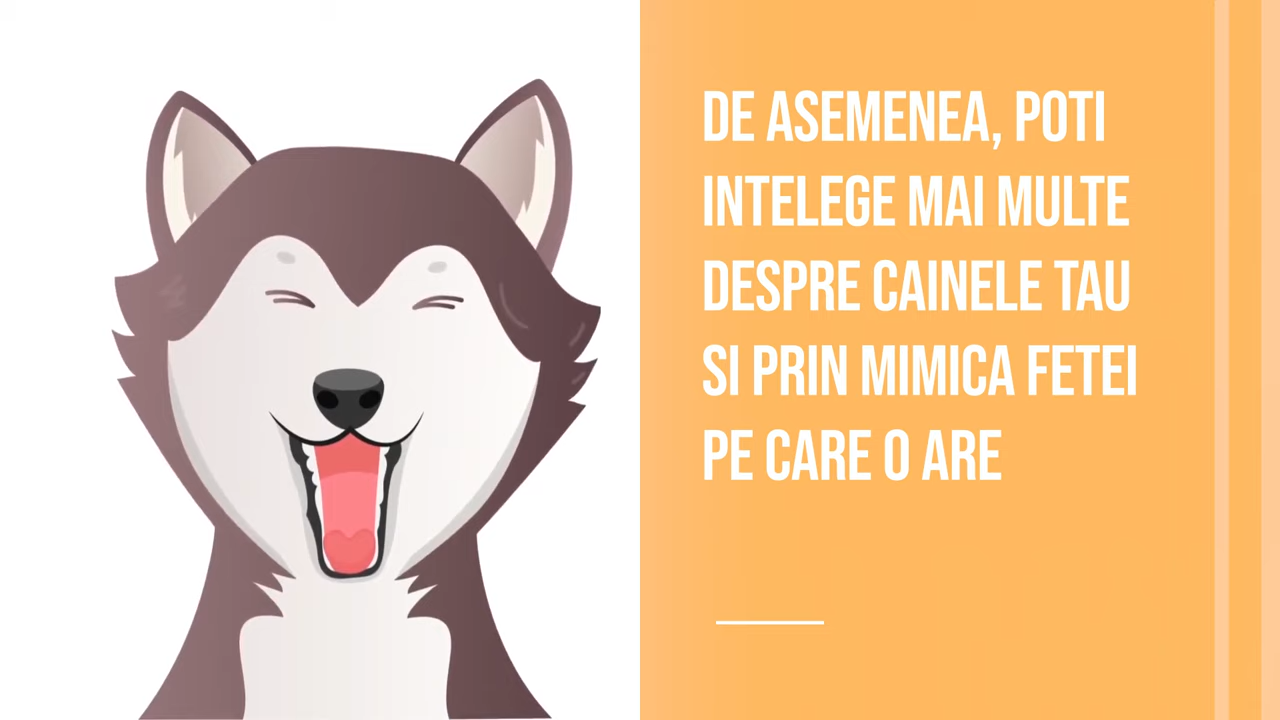 DE ASEMENEA, POTI
INTELEGE MAI MULTE
DESPRE CAINELE TAU
SI PRIN MIMICA FETEI
PE CARE O ARE